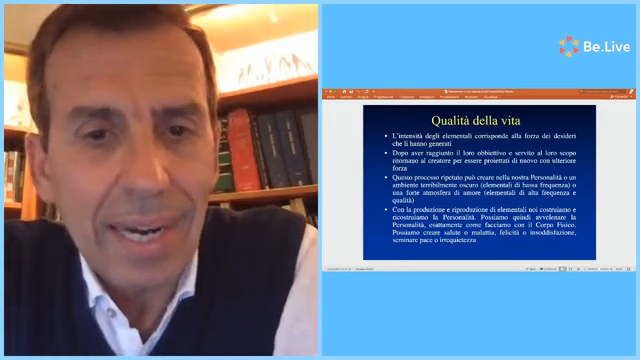 Be.Live
Qualità della vita
• L'intensità degli elementali corrisponde alla forza dei desideri
che li hanno generati
• Dopo aver raggiunto il loro obbiettivo e servito al loro scopo
ritornano al creatore per essere proiettati di nuovo con ulteriore
forza
• Questo processo ripetuto può creare nella nostra Personalità o un
ambiente terribilmente oscuro (elementali di bassa frequenza) o
una forte atmosfera di amore (elementali di alta frequenza e
qualità)
• Con la produzione e riproduzione di elementali noi costruiamo e
ricostruiamo la Personalità. Possiamo quindi avvelenare la
Personalità, esattamente come facciamo con il Corpo Fisico.
Possiamo creare salute o malattia, felicità o insoddisfazione,
seminare pace o irrequietezza